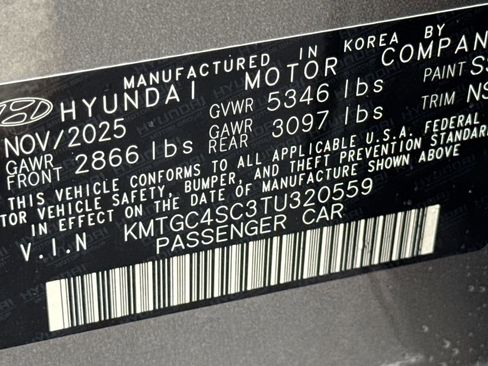 MANUFACTURED IN KOREA BY
HYUNDAI MOTOR COMPAN
NOV/2025 GVWR 5346 lbs PAINT
GAWR FRONT 2866 lbs GAWR REAR 3097 lbs TRIM
THIS VEHICLE CONFORMS TO ALL APPLICABLE U.S.A. FEDERAL
VEHICLE SAFETY, BUMPER, AND THEFT PREVENTION STANDARD
IN EFFECT ON THE DATE OF MANUFACTURE SHOWN ABOVE.
V.I.N KMTGC4SC3TU320559
PASSENGER CAR